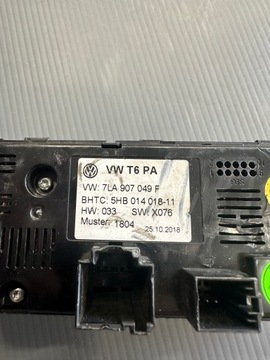 VW T6 PA
VW: 7LA 907 049 F
BHTC: 5HB 014 018-11
HW: 033 SW: X076
Muster: 1804
25.10.2018